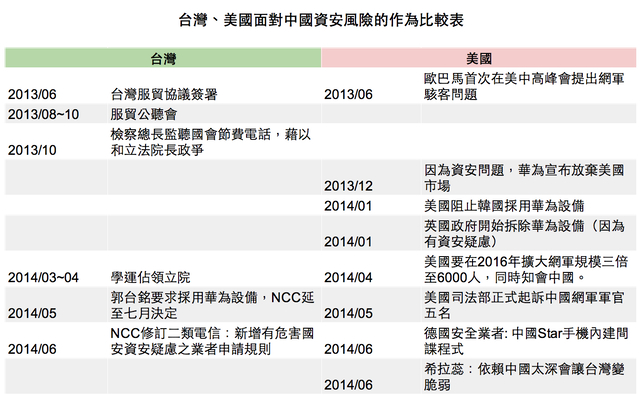 台灣、美國面對中國資安風險的作為比較表
台灣
美國
2013/06
台灣服貿協議簽署
2013/06
歐巴馬首次在美中高峰會提出網軍
駭客問題
2013/08~10
服貿公聽會
2013/10
檢察總長監聽國會節費電話，藉以
和立法院長政爭
2013/12
因為資安問題，華為宣布放棄美國
市場
2014/01
美國阻止韓國採用華為設備
2014/01
英國政府開始拆除華為設備（因為
有資安疑慮）
2014/03~04
學運佔領立院
2014/04
美國要在2016年擴大網軍規模三倍
至6000人，同時知會中國。
2014/05
郭台銘要求採用華為設備，NCC延
至七月決定
2014/05
美國司法部正式起訴中國網軍軍官
五名
2014/06
NCC修訂二類電信：新增有危害國
安資安疑慮之業者申請規則
2014/06
德國安全業者: 中國Star手機內建間
諜程式
2014/06
希拉蕊：依賴中國太深會讓台灣變
脆弱